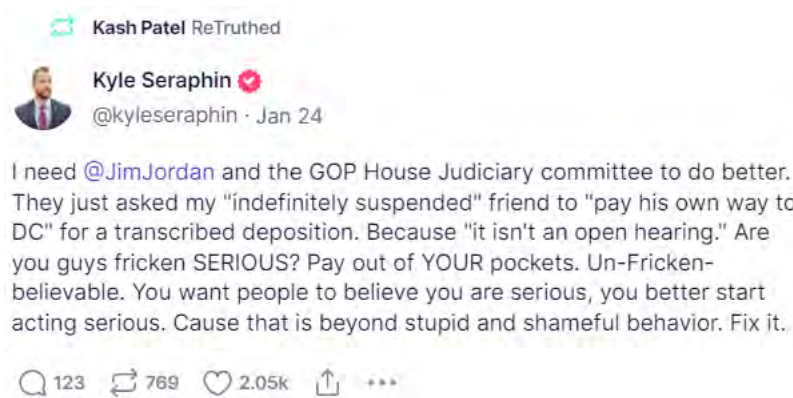 Kash Patel ReTruthed
Kyle Seraphin
@kyleseraphin · Jan 24
I need @JimJordan and the GOP House Judiciary committee to do better.
They just asked my "indefinitely suspended" friend to "pay his own way to
DC" for a transcribed deposition. Because "it isn't an open hearing." Are
you guys fricken SERIOUS? Pay out of YOUR pockets. Un-Fricken-
believable. You want people to believe you are serious, you better start
acting serious. Cause that is beyond stupid and shameful behavior. Fix it.
123 769 2.05k